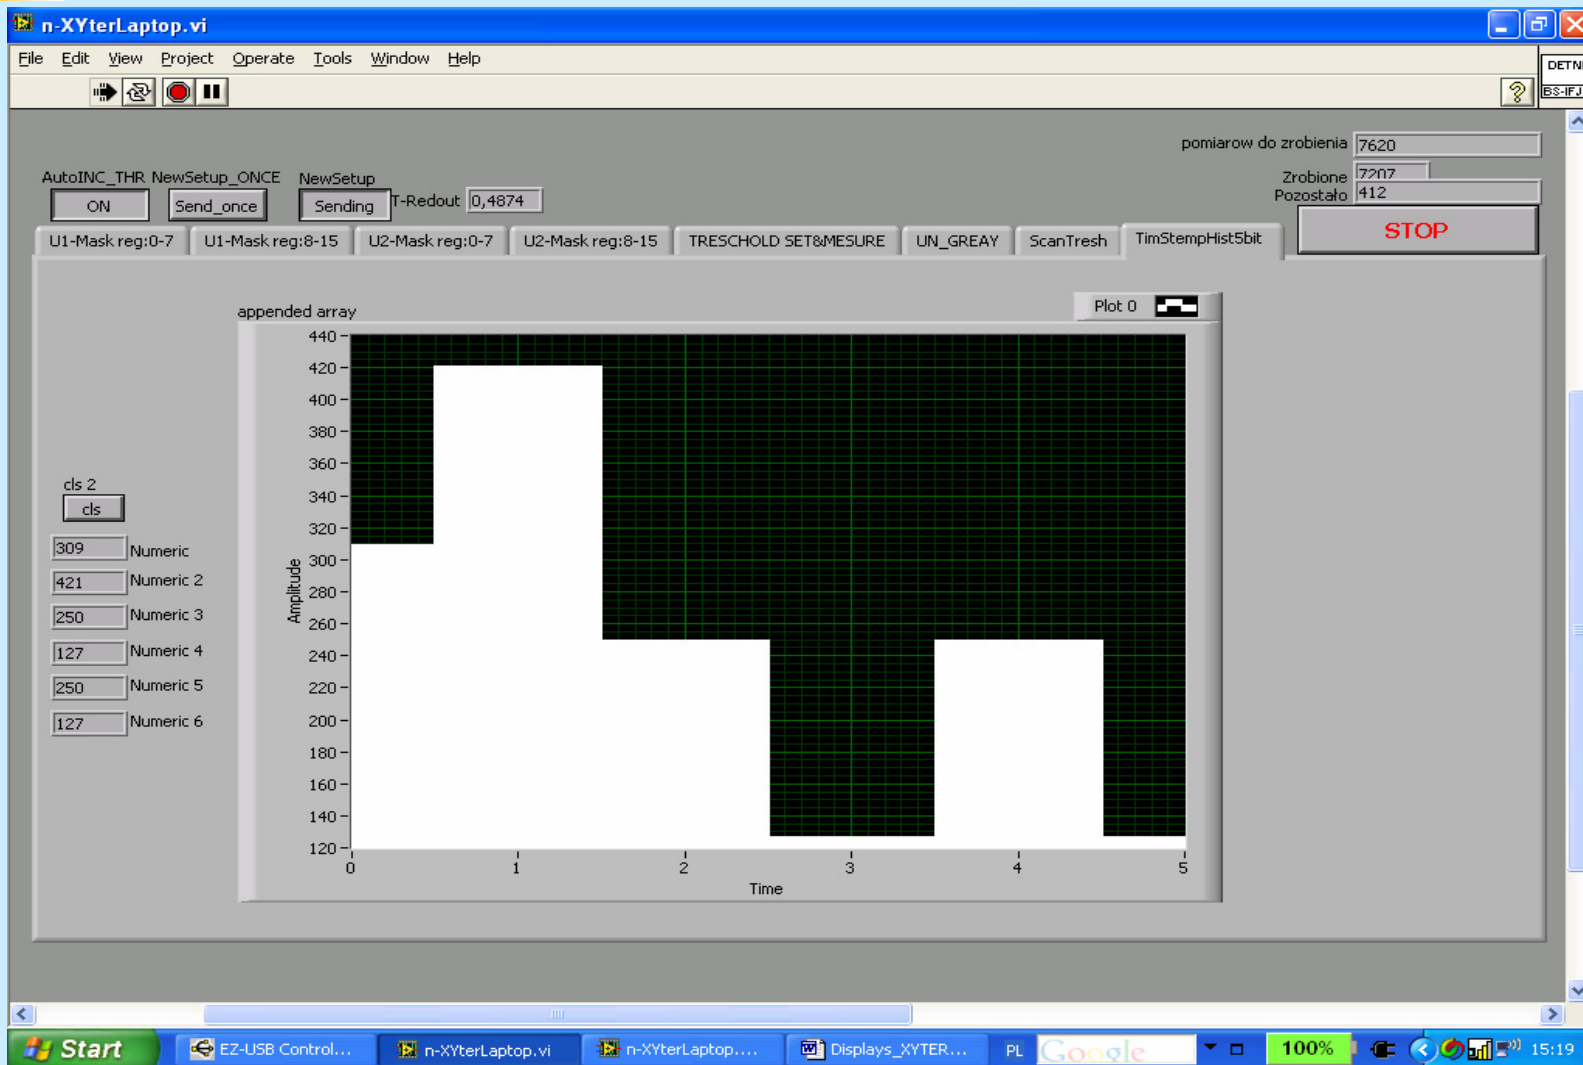 n-XYterLaptop.vi
File Edit View Project Operate Tools Window Help
DETNI
BS-IFJ
pomiarow do zrobienia 7620
AutoINC_THR NewSetup_ONCE NewSetup
Zrobione 7207
Pozostało 412
ON Send_once Sending T-Redout 0,4874
STOP
U1-Mask reg:0-7 U1-Mask reg:8-15 U2-Mask reg:0-7 U2-Mask reg:8-15 TRESCHOLD SET&MESURE UN_GREAY ScanTresh TimStempHist5bit
appended array
Plot 0
440
420
400
380
360
340
320
300
280
260
240
220
200
180
160
140
120
Amplitude
0 1 2 3 4 5
Time
cls 2
cls
309 Numeric
421 Numeric 2
250 Numeric 3
127 Numeric 4
250 Numeric 5
127 Numeric 6
Start EZ-USB Control... n-XYterLaptop.vi n-XYterLaptop.... Displays_XYTER... PL Google 100% 15:19